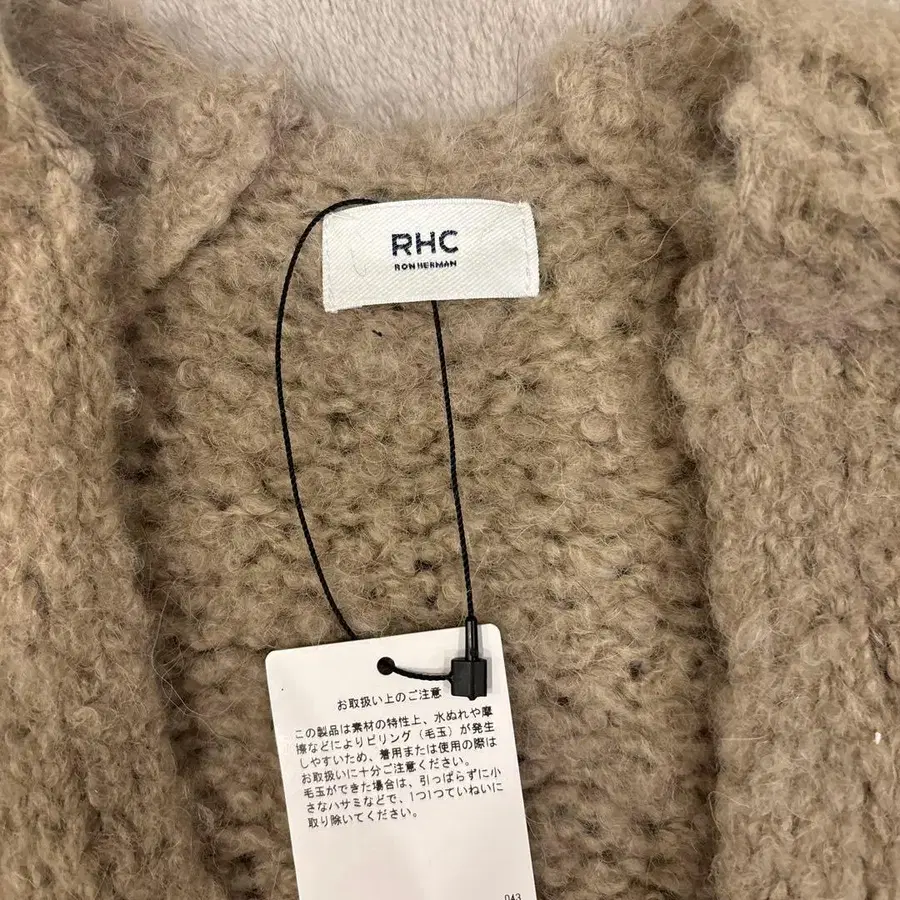 RHC
RON HERMAN
お取扱い上のご注意
この製品は素材の特性上、水ぬれや摩
擦などによりピリング(毛玉)が発生
しやすいため、着用または使用の際は
お取扱いに十分ご注意ください。
毛玉ができた場合は、引っぱらずに小
さなハサミなどで、1つ1つていねいに
取り除いてください。
043